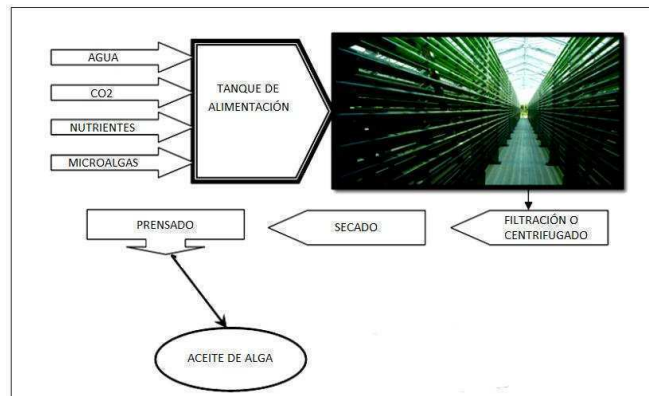 AGUA
CO2
NUTRIENTES
MICROALGAS
TANQUE DE
ALIMENTACIÓN
PRENSADO
SECADO
FILTRACIÓN O
CENTRIFUGADO
ACEITE DE ALGA